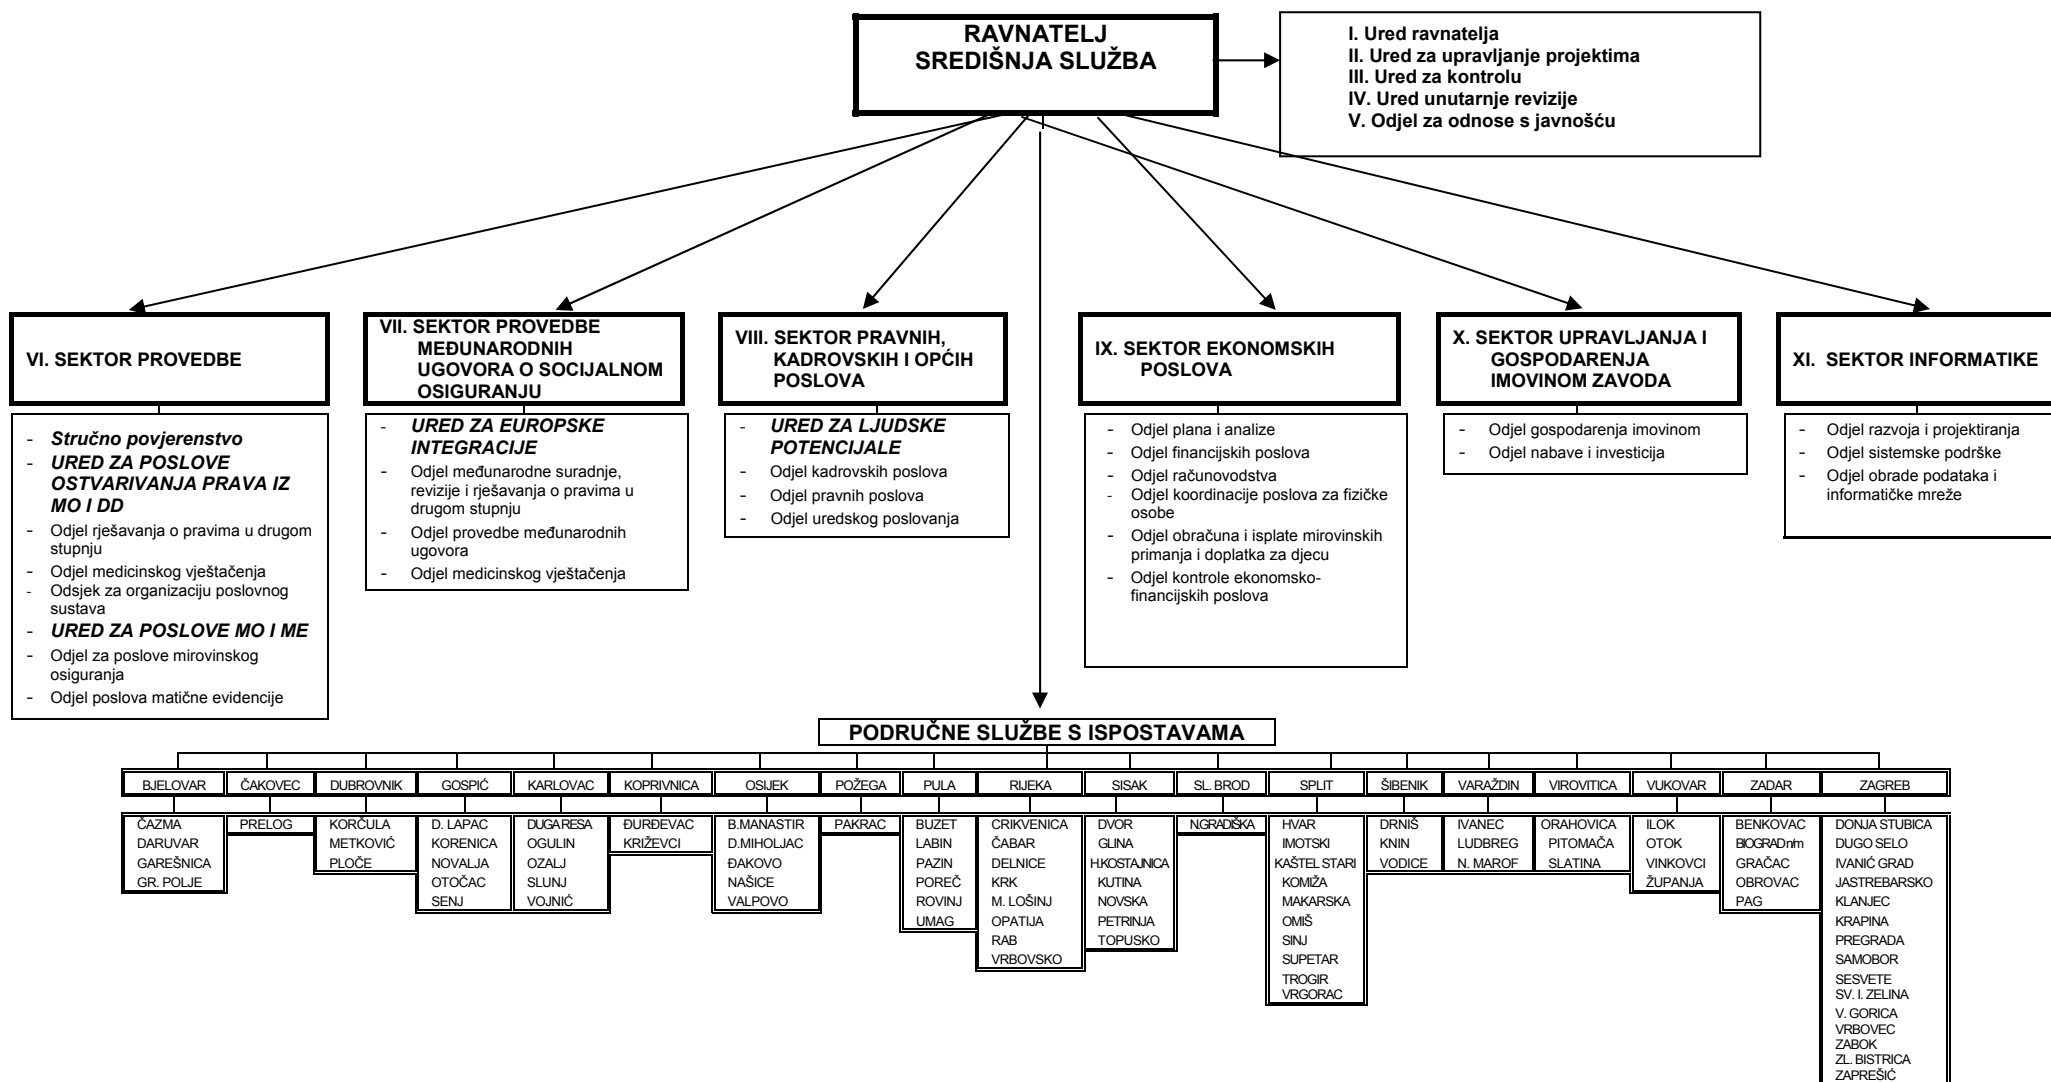 RAVNATELJ
SREDIŠNJA SLUŽBA
I. Ured ravnatelja
II. Ured za upravljanje projektima
III. Ured za kontrolu
IV. Ured unutarnje revizije
V. Odjel za odnose s javnošću
VI. SEKTOR PROVEDBE
- Stručno povjerenstvo
- URED ZA POSLOVE
OSTVARIVANJA PRAVA IZ
MO I DD
- Odjel rješavanja o pravima u drugom
stupnju
- Odjel medicinskog vještačenja
- Odsjek za organizaciju poslovnog
sustava
- URED ZA POSLOVE MO I ME
- Odjel za poslove mirovinskog
osiguranja
- Odjel poslova matične evidencije
VII. SEKTOR PROVEDBE
MEĐUNARODNIH
UGOVORA O SOCIJALNOM
OSIGURANJU
- URED ZA EUROPSKE
INTEGRACIJE
- Odjel međunarodne suradnje,
revizije i rješavanja o pravima u
drugom stupnju
- Odjel provedbe međunarodnih
ugovora
- Odjel medicinskog vještačenja
VIII. SEKTOR PRAVNIH,
KADROVSKIH I OPĆIH
POSLOVA
- URED ZA LJUDSKE
POTENCIJALE
- Odjel kadrovskih poslova
- Odjel pravnih poslova
- Odjel uredskog poslovanja
IX. SEKTOR EKONOMSKIH
POSLOVA
- Odjel plana i analize
- Odjel financijskih poslova
- Odjel računovodstva
- Odjel koordinacije poslova za fizičke
osobe
- Odjel obračuna i isplate mirovinskih
primanja i doplatka za djecu
- Odjel kontrole ekonomsko-
financijskih poslova
X. SEKTOR UPRAVLJANJA I
GOSPODARENJA
IMOVINOM ZAVODA
- Odjel gospodarenja imovinom
- Odjel nabave i investicija
XI. SEKTOR INFORMATIKE
- Odjel razvoja i projektiranja
- Odjel sistemske podrške
- Odjel obrade podataka i
informatičke mreže
PODRUČNE SLUŽBE S ISPOSTAVAMA
BJELOVAR
ČAZMA
DARUVAR
GAREŠNICA
GR. POLJE
ČAKOVEC
PRELOG
DUBROVNIK
KORČULA
METKOVIĆ
PLOČE
GOSPIĆ
D. LAPAC
KORENICA
NOVALJA
OTOČAC
SENJ
KARLOVAC
DUGA RESA
OGULIN
OZALJ
SLUNJ
VOJNIĆ
KOPRIVNICA
ĐURĐEVAC
KRIŽEVCI
OSIJEK
B.MANASTIR
D.MIHOLJAC
ĐAKOVO
NAŠICE
VALPOVO
POŽEGA
PAKRAC
PULA
BUZET
LABIN
PAZIN
POREČ
ROVINJ
UMAG
RIJEKA
CRIKVENICA
ČABAR
DELNICE
KRK
M. LOŠINJ
OPATIJA
RAB
VRBOVSKO
SISAK
DVOR
GLINA
H.KOSTAJNICA
KUTINA
NOVSKA
PETRINJA
TOPUSKO
SL. BROD
N.GRADIŠKA
SPLIT
HVAR
IMOTSKI
KAŠTEL STARI
KOMIŽA
MAKARSKA
OMIŠ
SINJ
SUPETAR
TROGIR
VRGORAC
ŠIBENIK
DRNIŠ
KNIN
VODICE
VARAŽDIN
IVANEC
LUDBREG
N. MAROF
VIROVITICA
ORAHOVICA
PITOMAČA
SLATINA
VUKOVAR
ILOK
OTOK
VINKOVCI
ŽUPANJA
ZADAR
BENKOVAC
BIOGRAD n/m
GRAČAC
OBROVAC
PAG
ZAGREB
DONJA STUBICA
DUGO SELO
IVANIĆ GRAD
JASTREBARSKO
KLANJEC
KRAPINA
PREGRADA
SAMOBOR
SESVETE
SV. I. ZELINA
V. GORICA
VRBOVEC
ZABOK
ZL. BISTRICA
ZAPREŠIĆ